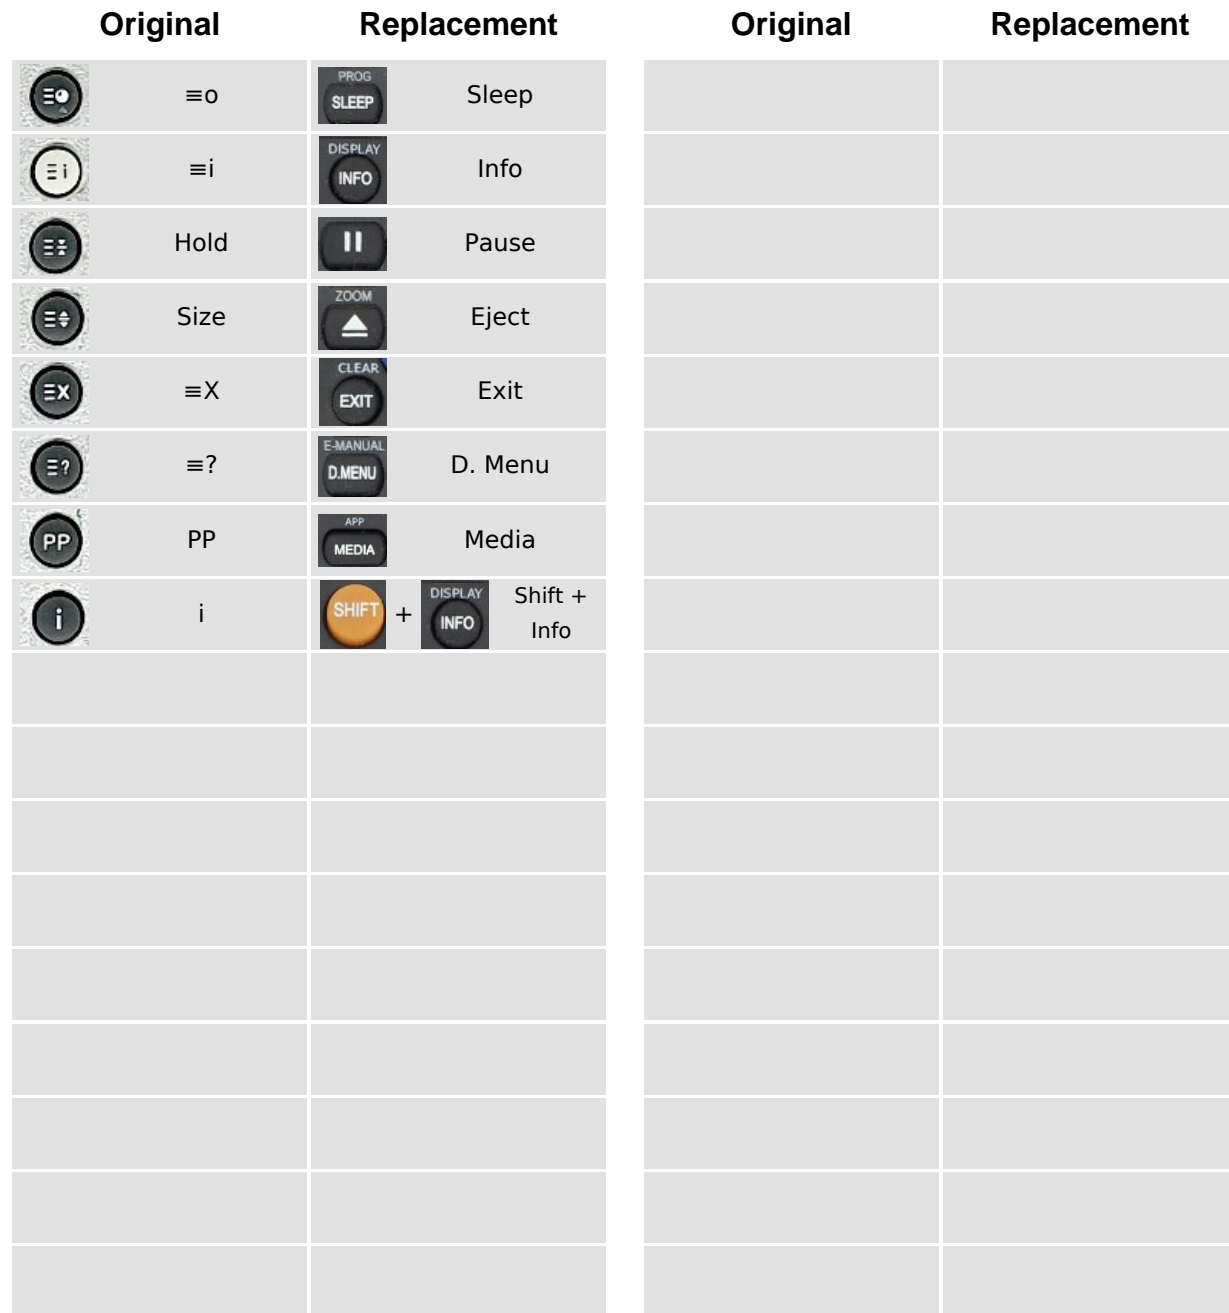 Original Replacement Original Replacement
≡o PROG SLEEP Sleep
≡i ≡i DISPLAY INFO Info
Hold Pause
Size ZOOM Eject
≡X ≡X CLEAR EXIT Exit
≡? ≡? E-MANUAL D.MENU D. Menu
PP PP APP MEDIA Media
i i SHIFT + DISPLAY INFO Shift +
Info